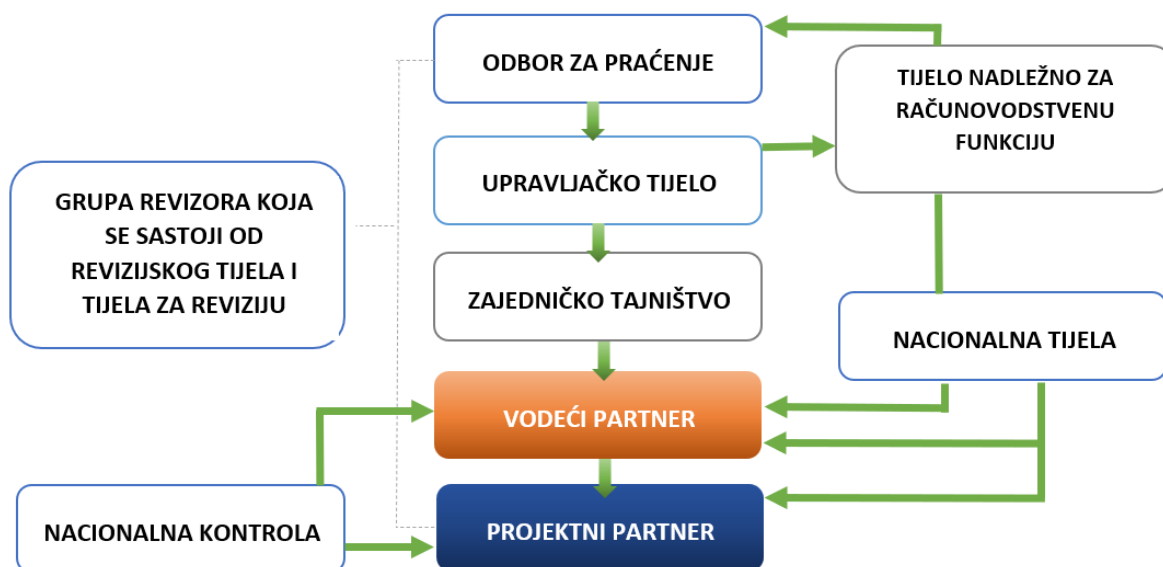 ODBOR ZA PRAĆENJE
TIJELO NADLEŽNO ZA
RAČUNOVODSTVENU
FUNKCIJU
UPRAVLJAČKO TIJELO
GRUPA REVIZORA KOJA
SE SASTOJI OD
REVIZIJSKOG TIJELA I
TIJELA ZA REVIZIJU
ZAJEDNIČKO TAJNIŠTVO
NACIONALNA TIJELA
VODEĆI PARTNER
NACIONALNA KONTROLA
PROJEKTNI PARTNER